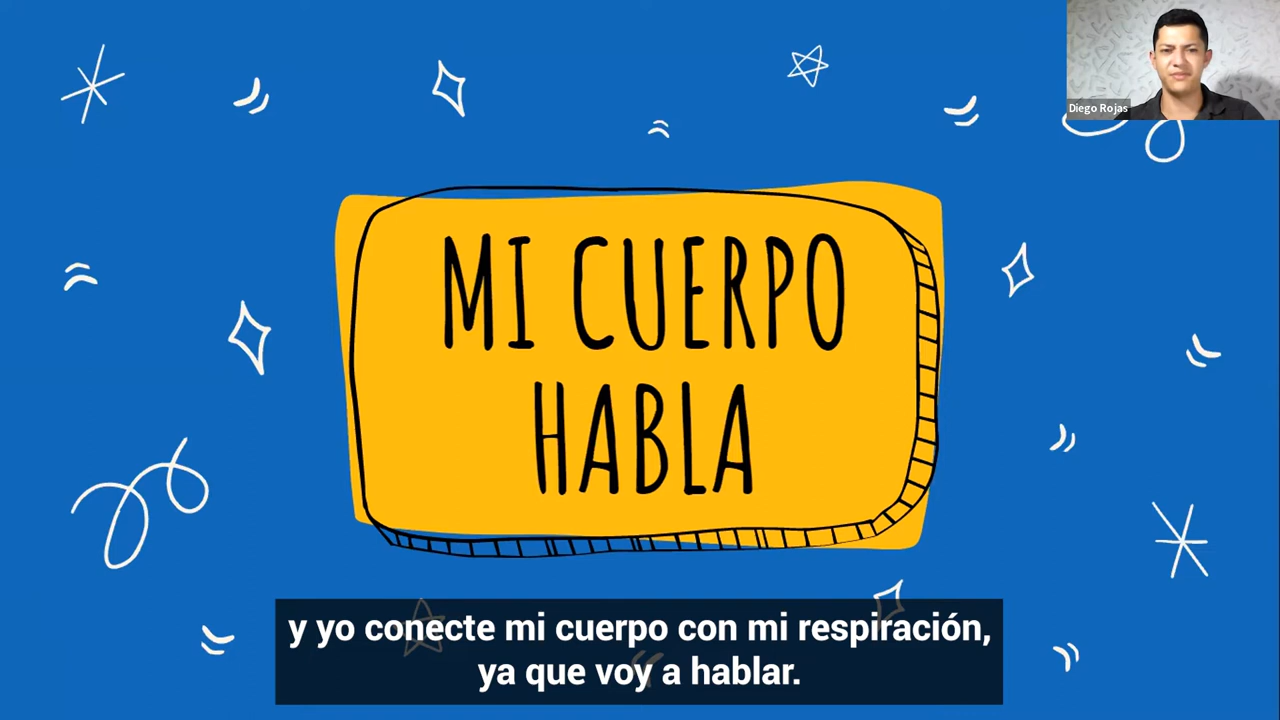 Diego Rojas
MI CUERPO
HABLA
y yo conecte mi cuerpo con mi respiración,
ya que voy a hablar.